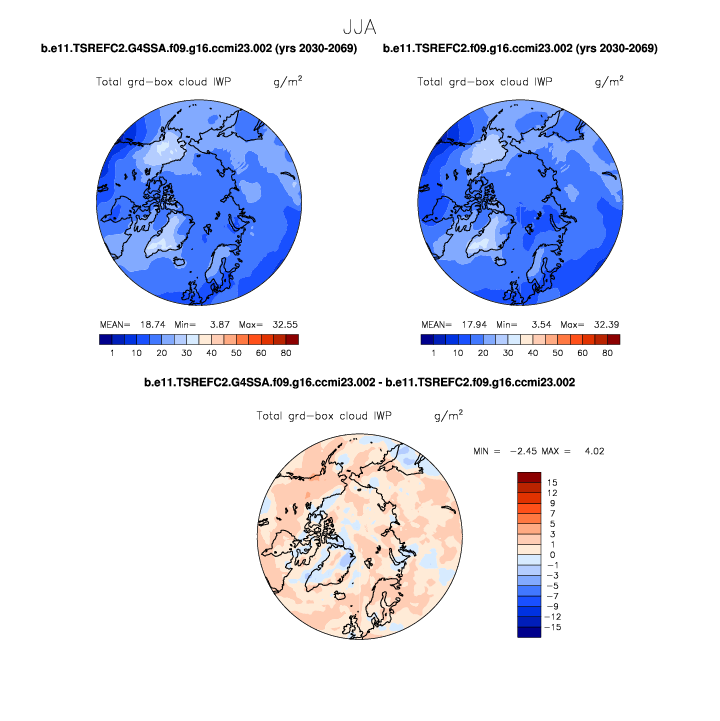 JJA
b.e11.TSREFC2.G4SSA.f09.g16.ccmi23.002 (yrs 2030-2069) b.e11.TSREFC2.f09.g16.ccmi23.002 (yrs 2030-2069)
Total grd-box cloud IWP g/m² Total grd-box cloud IWP g/m²
MEAN= 18.74 Min= 3.87 Max= 32.55 MEAN= 17.94 Min= 3.54 Max= 32.39
1 10 20 30 40 50 60 80 1 10 20 30 40 50 60 80
b.e11.TSREFC2.G4SSA.f09.g16.ccmi23.002 - b.e11.TSREFC2.f09.g16.ccmi23.002
Total grd-box cloud IWP g/m²
MIN = -2.45 MAX = 4.02
15
12
9
7
5
3
1
0
-1
-3
-5
-7
-9
-12
-15